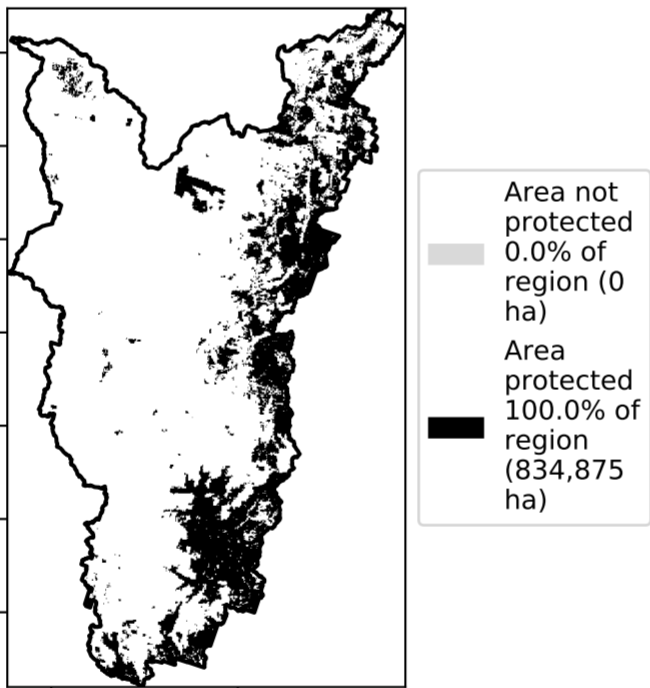 Area not
protected
0.0% of
region (0
ha)
Area
protected
100.0% of
region
(834,875
ha)